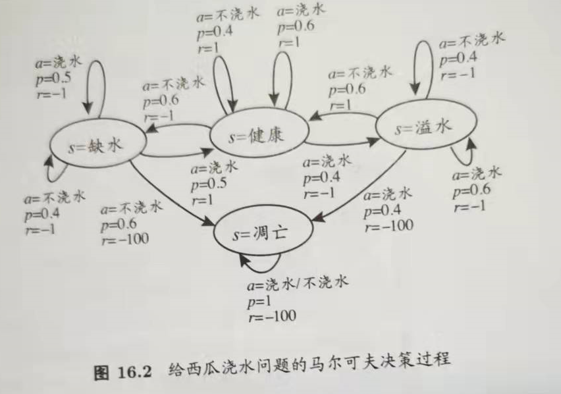 a=浇水
p=0.5
r=-1
a=不浇水
p=0.4
r=1
a=浇水
p=0.6
r=1
a=不浇水
p=0.4
r=-1
a=不浇水
p=0.6
r=-1
a=不浇水
p=0.6
r=1
s=缺水
s=健康
s=溢水
a=不浇水
p=0.4
r=-1
a=不浇水
p=0.6
r=-100
a=浇水
p=0.5
r=1
a=浇水
p=0.4
r=-1
a=浇水
p=0.4
r=-100
a=浇水
p=0.6
r=-1
s=凋亡
a=浇水/不浇水
p=1
r=-100
图 16.2 给西瓜浇水问题的马尔可夫决策过程